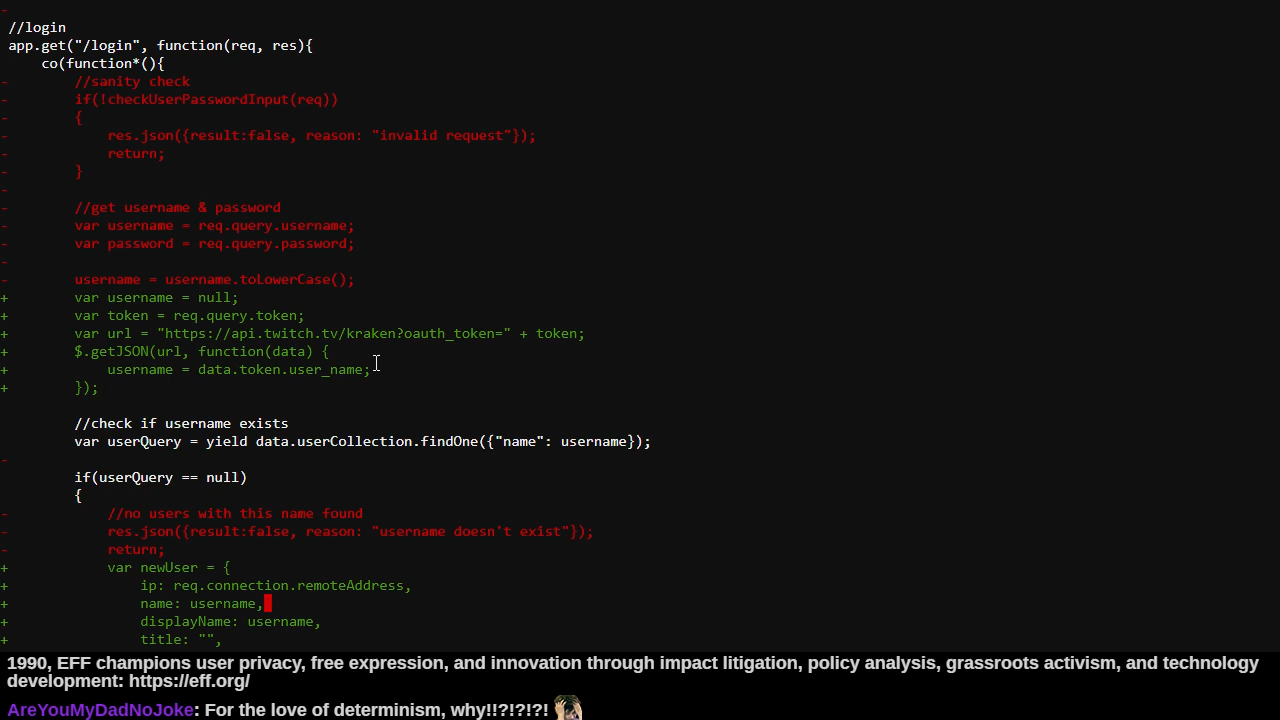 -
//login
app.get("/login", function(req, res){
    co(function*(){
-        //sanity check
-        if(!checkUserPasswordInput(req))
-        {
-            res.json({result:false, reason: "invalid request"});
-            return;
-        }
-
-        //get username & password
-        var username = req.query.username;
-        var password = req.query.password;
-
-        username = username.toLowerCase();
+        var username = null;
+        var token = req.query.token;
+        var url = "https://api.twitch.tv/kraken?oauth_token=" + token;
+        $.getJSON(url, function(data) {
+            username = data.token.user_name;
+        });
        //check if username exists
        var userQuery = yield data.userCollection.findOne({"name": username});
-
        if(userQuery == null)
        {
-            //no users with this name found
-            res.json({result:false, reason: "username doesn't exist"});
-            return;
+            var newUser = {
+                ip: req.connection.remoteAddress,
+                name: username,
+                displayName: username,
+                title: "",
1990, EFF champions user privacy, free expression, and innovation through impact litigation, policy analysis, grassroots activism, and technology
development: https://eff.org/
AreYouMyDadNoJoke: For the love of determinism, why!!?!?!?!